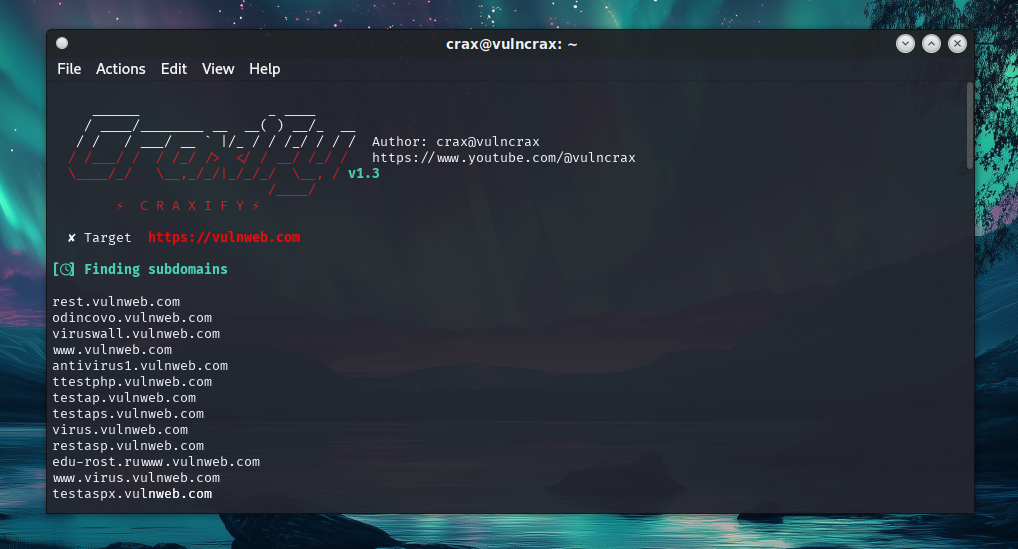 crax@vulncrax: ~
File Actions Edit View Help
Author: crax@vulncrax
https://www.youtube.com/@vulncrax
v1.3
⚡ C R A X I F Y ⚡
✘ Target https://vulnweb.com
[🕒] Finding subdomains
rest.vulnweb.com
odincovo.vulnweb.com
viruswall.vulnweb.com
www.vulnweb.com
antivirus1.vulnweb.com
ttestphp.vulnweb.com
testap.vulnweb.com
testaps.vulnweb.com
virus.vulnweb.com
restasp.vulnweb.com
edu-rost.ruwww.vulnweb.com
www.virus.vulnweb.com
testaspx.vulnweb.com